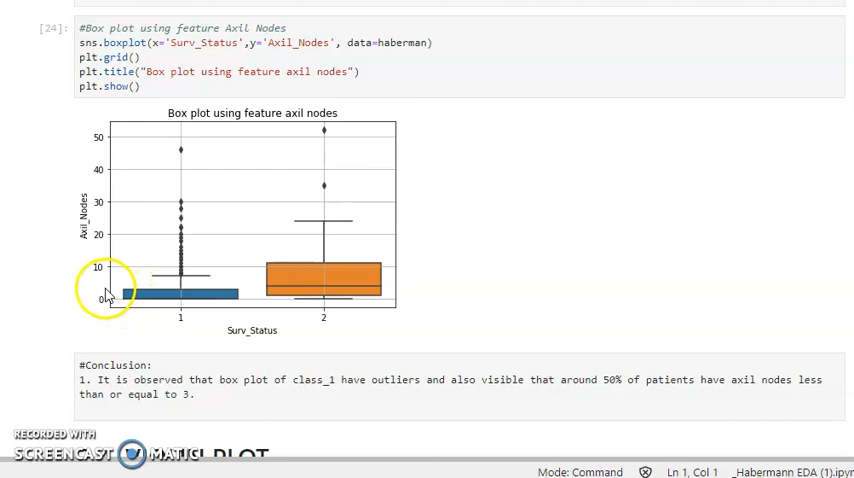 [24]: #Box plot using feature Axil Nodes
sns.boxplot(x='Surv_Status',y='Axil_Nodes', data=haberman)
plt.grid()
plt.title("Box plot using feature axil nodes")
plt.show()
Box plot using feature axil nodes
50
40
30
20
10
0
Axil_Nodes
1 2
Surv_Status
#Conclusion:
1. It is observed that box plot of class_1 have outliers and also visible that around 50% of patients have axil nodes less
than or equal to 3.
RECORDED WITH
SCREENCAST MATIC
PLOT
Mode: Command Ln 1, Col 1 _Habermann EDA (1).ipyn